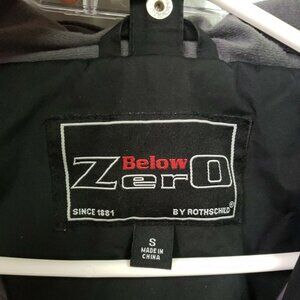 Below
ZerO
SINCE 1881
BY ROTHSCHILD®
S
MADE IN
CHINA